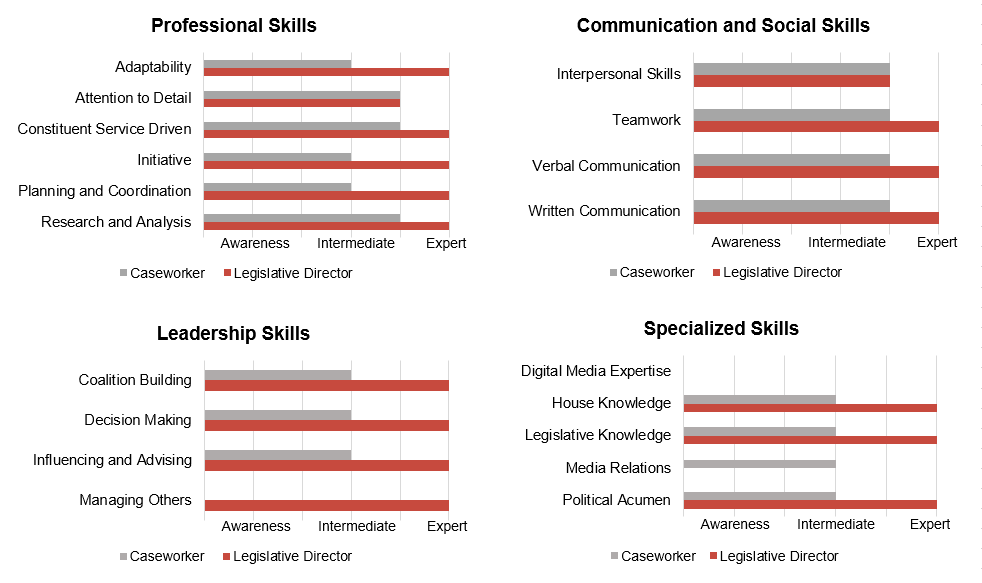 Professional Skills
Adaptability
Attention to Detail
Constituent Service Driven
Initiative
Planning and Coordination
Research and Analysis
Awareness Intermediate Expert
Caseworker Legislative Director
Communication and Social Skills
Interpersonal Skills
Teamwork
Verbal Communication
Written Communication
Awareness Intermediate Expert
Caseworker Legislative Director
Leadership Skills
Coalition Building
Decision Making
Influencing and Advising
Managing Others
Awareness Intermediate Expert
Caseworker Legislative Director
Specialized Skills
Digital Media Expertise
House Knowledge
Legislative Knowledge
Media Relations
Political Acumen
Awareness Intermediate Expert
Caseworker Legislative Director